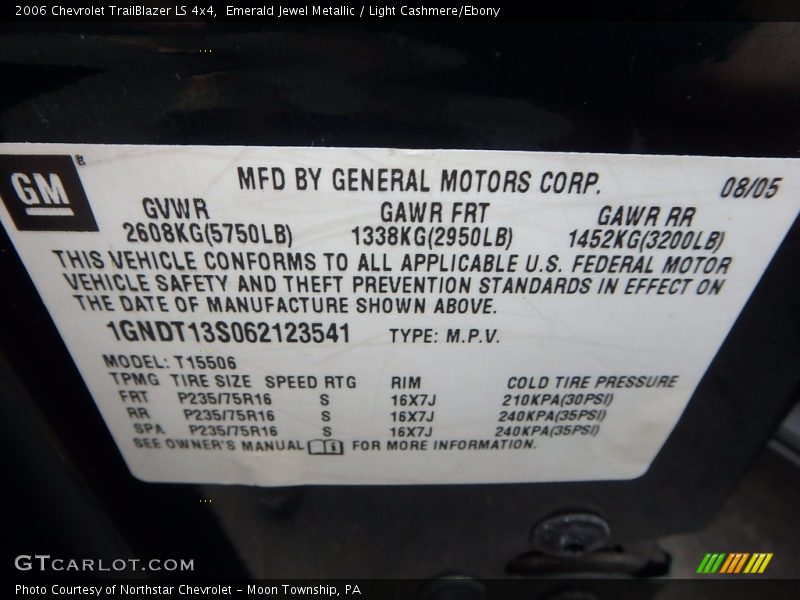 2006 Chevrolet TrailBlazer LS 4x4,  Emerald Jewel Metallic / Light Cashmere/Ebony
GM®
MFD BY GENERAL MOTORS CORP. 08/05
GVWR GAWR FRT GAWR RR
2608KG(5750LB) 1338KG(2950LB) 1452KG(3200LB)
THIS VEHICLE CONFORMS TO ALL APPLICABLE U.S. FEDERAL MOTOR
VEHICLE SAFETY AND THEFT PREVENTION STANDARDS IN EFFECT ON
THE DATE OF MANUFACTURE SHOWN ABOVE.
1GNDT13S062123541 TYPE: M.P.V.
MODEL: T15506
TPMG TIRE SIZE SPEED RTG RIM COLD TIRE PRESSURE
FRT P235/75R16 S 16X7J 210KPA(30PSI)
RR P235/75R16 S 16X7J 240KPA(35PSI)
SPA P235/75R16 S 16X7J 240KPA(35PSI)
SEE OWNER'S MANUAL FOR MORE INFORMATION.
GTCARLOT.COM
Photo Courtesy of Northstar Chevrolet - Moon Township, PA